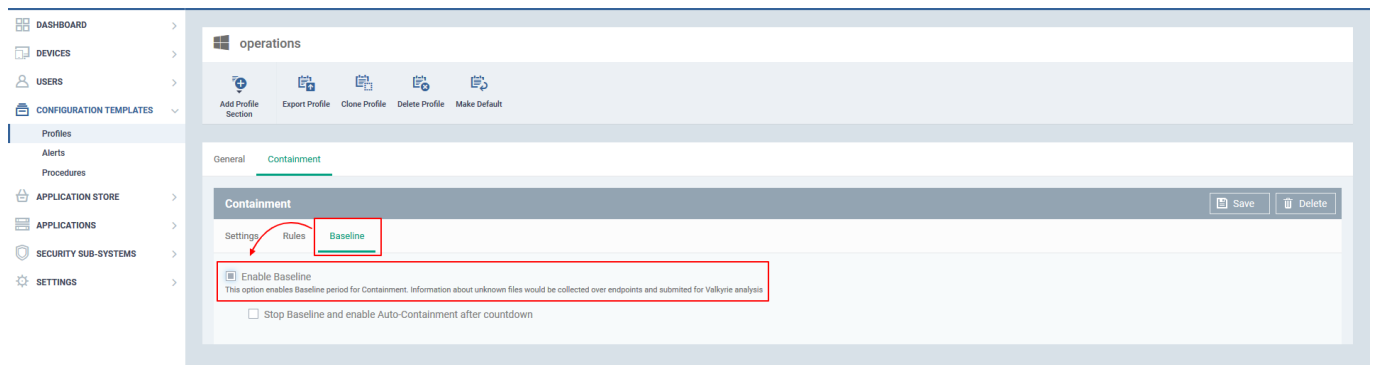 DASHBOARD
DEVICES
USERS
CONFIGURATION TEMPLATES
Profiles
Alerts
Procedures
APPLICATION STORE
APPLICATIONS
SECURITY SUB-SYSTEMS
SETTINGS
operations
Add Profile
Section
Export Profile
Clone Profile
Delete Profile
Make Default
General
Containment
Containment
Save
Delete
Settings
Rules
Baseline
Enable Baseline
This option enables Baseline period for Containment. Information about unknown files would be collected over endpoints and submited for Valkyrie analysis
Stop Baseline and enable Auto-Containment after countdown